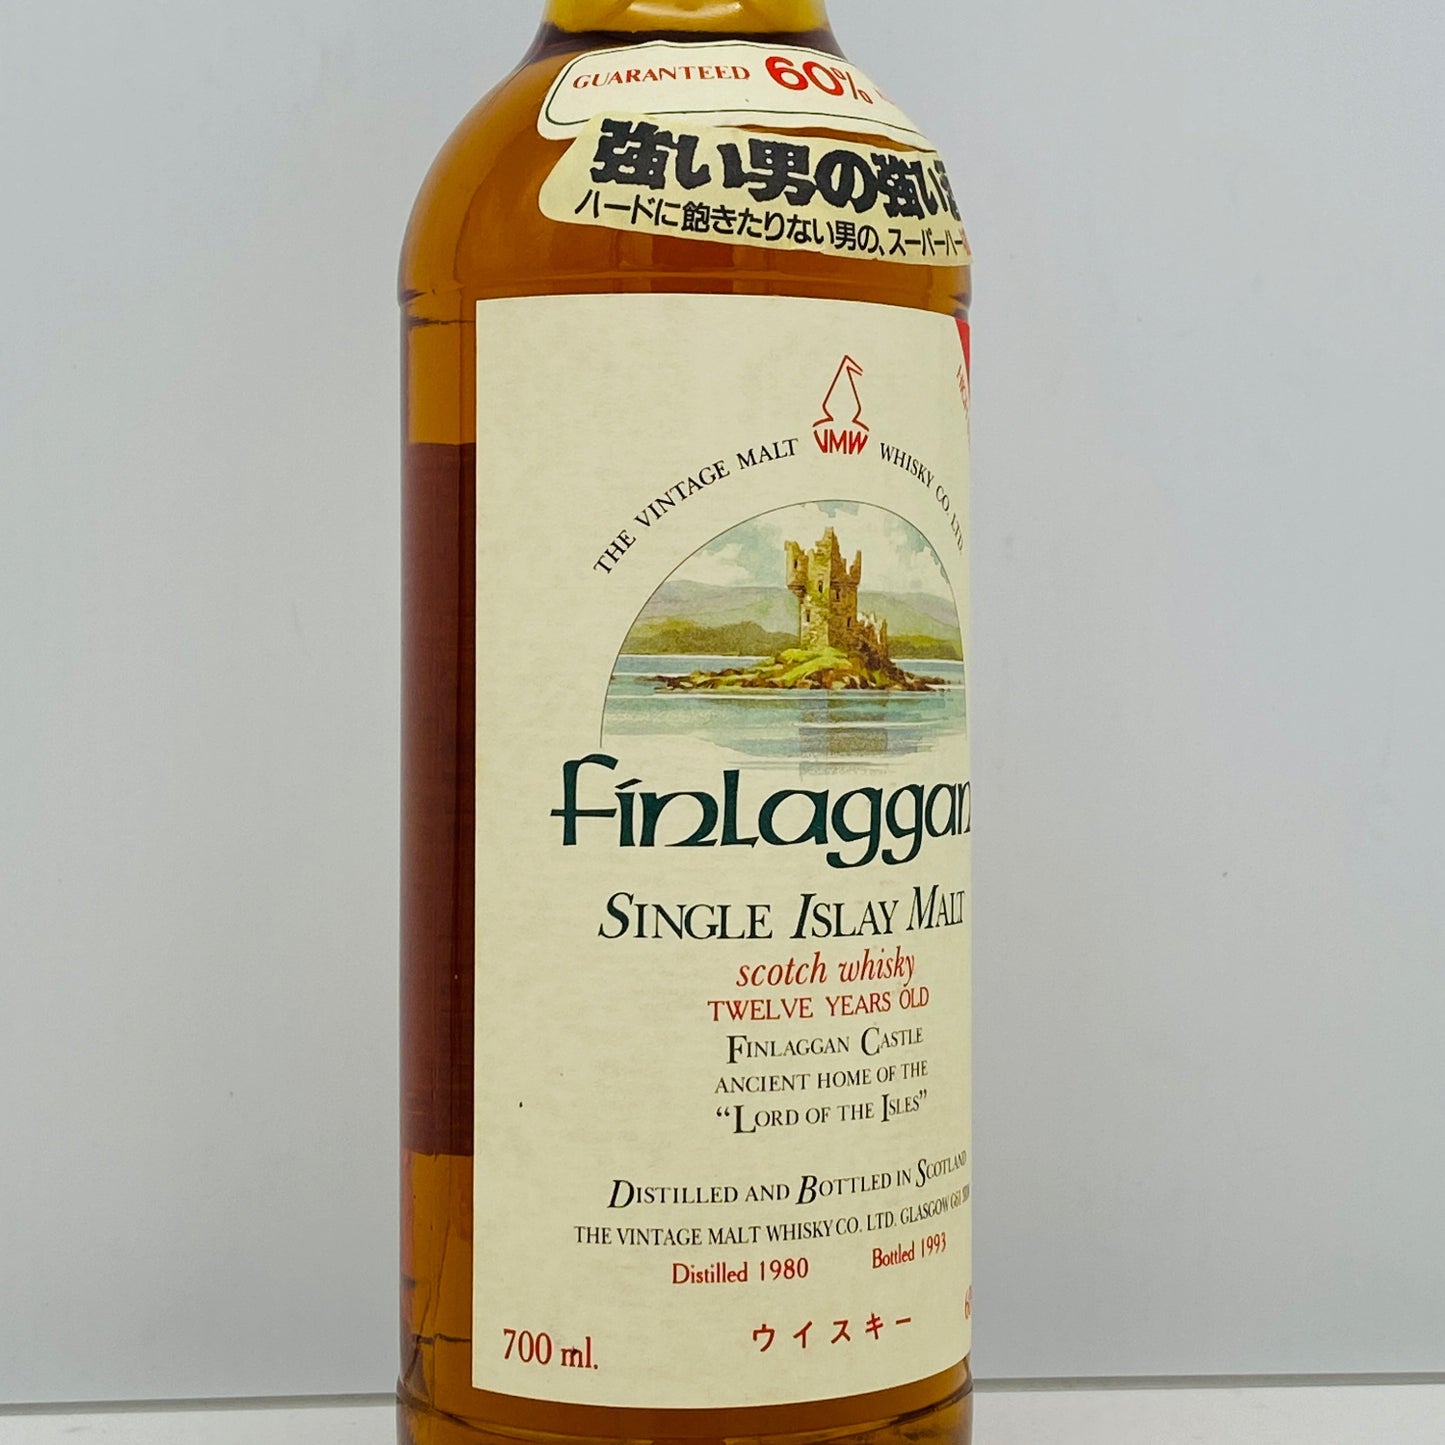 GUARANTEED 60%
強い男の強い
ハードに飽きたりない男の、スーパーハー
VMW
THE VINTAGE MALT WHISKY CO. LTD.
finlaggan
SINGLE ISLAY MALT
scotch whisky
TWELVE YEARS OLD
FINLAGGAN CASTLE
ANCIENT HOME OF THE
“LORD OF THE ISLES”
DISTILLED AND BOTTLED IN SCOTLAND
THE VINTAGE MALT WHISKY CO. LTD. GLASGOW
Distilled 1980 Bottled 1993
ウイスキー
700 ml.